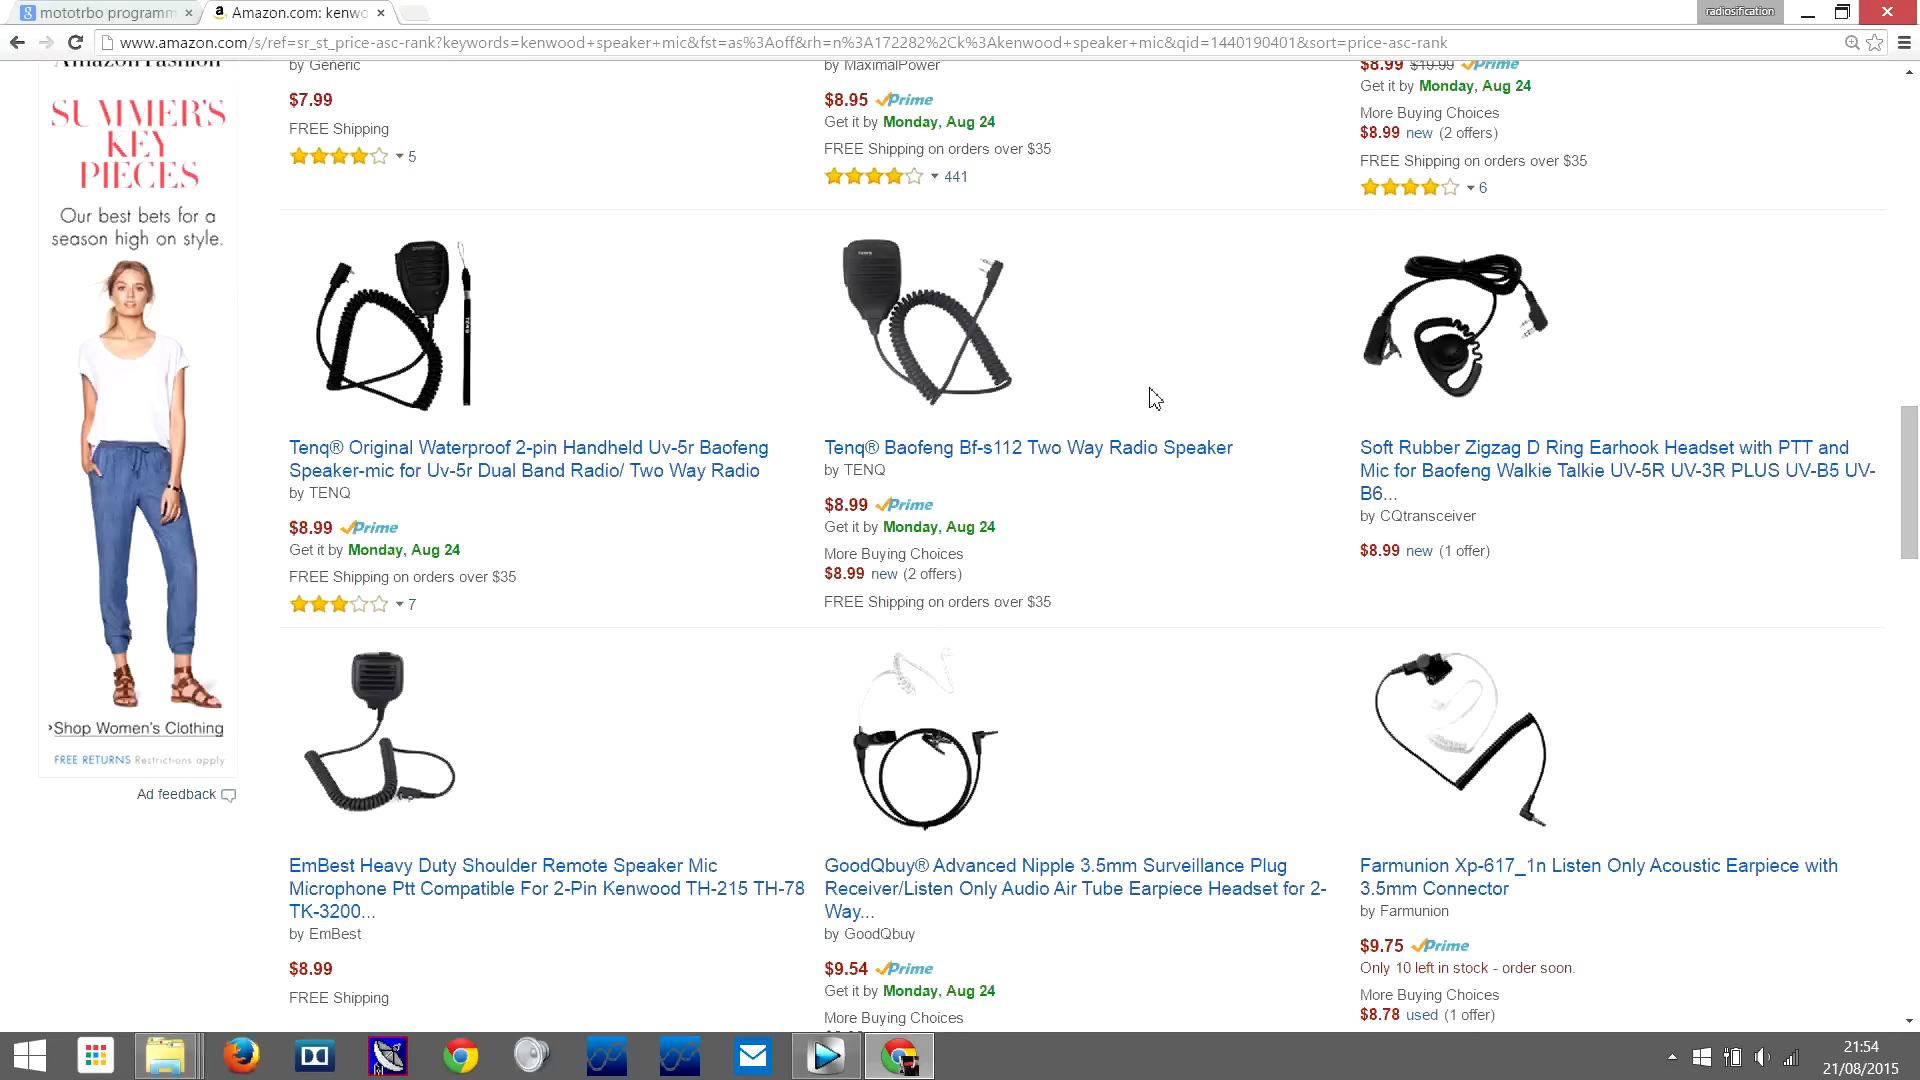 mototrbo programm
Amazon.com: kenwo
radiosification
www.amazon.com/s/ref=sr_st_price-asc-rank?keywords=kenwood+speaker+mic&fst=as%3Aoff&rh=n%3A172282%2Ck%3Akenwood+speaker+mic&qid=1440190401&sort=price-asc-rank
Amazon Fashion
SUMMER'S
KEY
PIECES
Our best bets for a
season high on style.
›Shop Women's Clothing
FREE RETURNS Restrictions apply
Ad feedback
by Generic
$7.99
FREE Shipping
5
by MaximalPower
$8.95 Prime
Get it by Monday, Aug 24
FREE Shipping on orders over $35
441
$8.99 $19.99 Prime
Get it by Monday, Aug 24
More Buying Choices
$8.99 new (2 offers)
FREE Shipping on orders over $35
6
Tenq® Original Waterproof 2-pin Handheld Uv-5r Baofeng
Speaker-mic for Uv-5r Dual Band Radio/ Two Way Radio
by TENQ
$8.99 Prime
Get it by Monday, Aug 24
FREE Shipping on orders over $35
7
TENQ
Tenq® Baofeng Bf-s112 Two Way Radio Speaker
by TENQ
$8.99 Prime
Get it by Monday, Aug 24
More Buying Choices
$8.99 new (2 offers)
FREE Shipping on orders over $35
Soft Rubber Zigzag D Ring Earhook Headset with PTT and
Mic for Baofeng Walkie Talkie UV-5R UV-3R PLUS UV-B5 UV-
B6...
by CQtransceiver
$8.99 new (1 offer)
EmBest Heavy Duty Shoulder Remote Speaker Mic
Microphone Ptt Compatible For 2-Pin Kenwood TH-215 TH-78
TK-3200...
by EmBest
$8.99
FREE Shipping
GoodQbuy® Advanced Nipple 3.5mm Surveillance Plug
Receiver/Listen Only Audio Air Tube Earpiece Headset for 2-
Way...
by GoodQbuy
$9.54 Prime
Get it by Monday, Aug 24
More Buying Choices
Farmunion Xp-617_1n Listen Only Acoustic Earpiece with
3.5mm Connector
by Farmunion
$9.75 Prime
Only 10 left in stock - order soon.
More Buying Choices
$8.78 used (1 offer)
21:54
21/08/2015